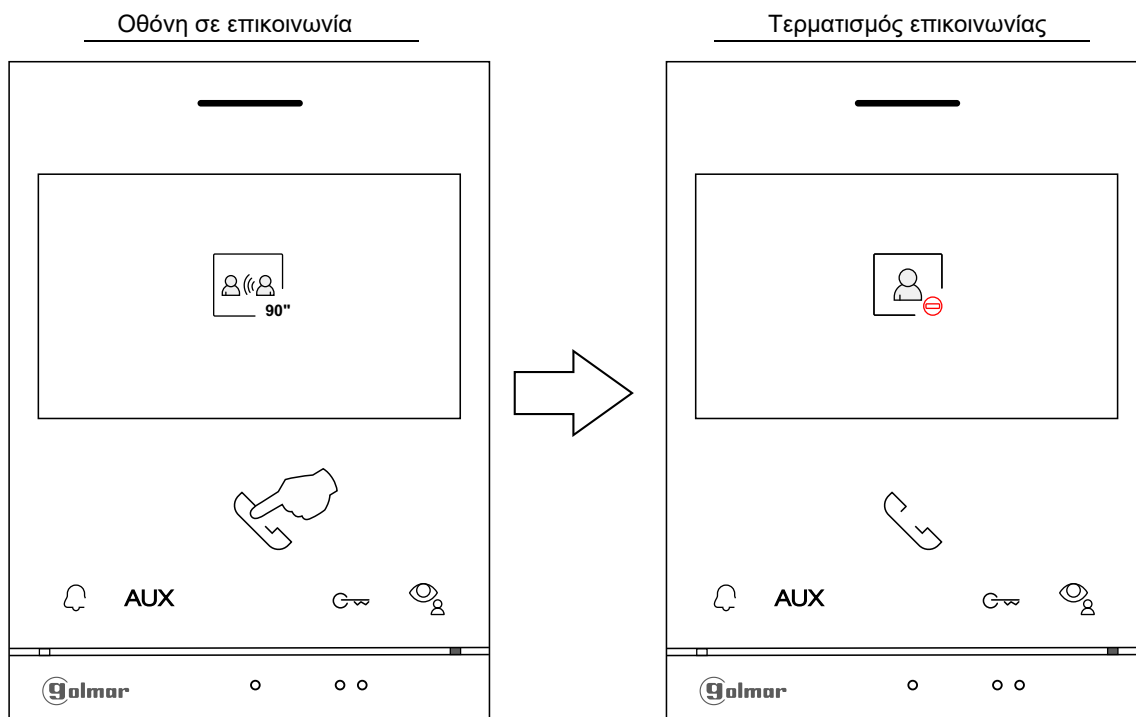 Οθόνη σε επικοινωνία
Τερματισμός επικοινωνίας
90"
AUX
AUX
golmar
golmar